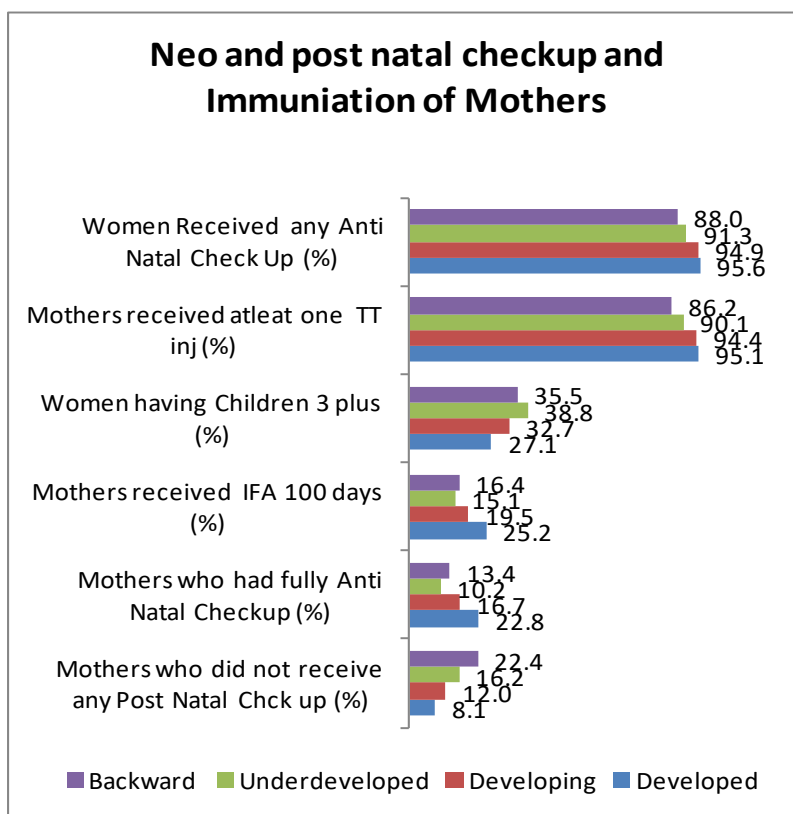 Neo and post natal checkup and
Immuniation of Mothers
Women Received any Anti
Natal Check Up (%)
88.0
91.3
94.9
95.6
Mothers received atleat one TT
inj (%)
86.2
90.1
94.4
95.1
Women having Children 3 plus
(%)
35.5
38.8
32.7
27.1
Mothers received IFA 100 days
(%)
16.4
15.1
19.5
25.2
Mothers who had fully Anti
Natal Checkup (%)
13.4
10.2
16.7
22.8
Mothers who did not receive
any Post Natal Chck up (%)
22.4
16.2
12.0
8.1
Backward Underdeveloped Developing Developed